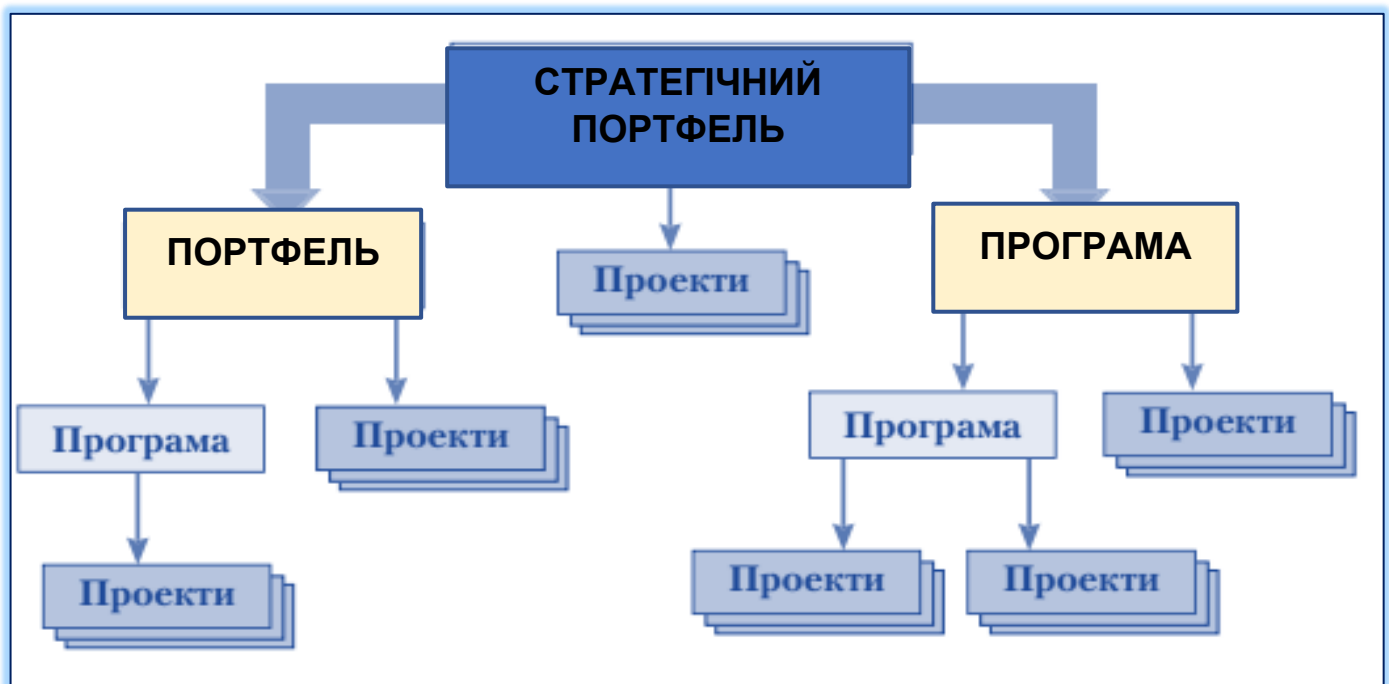 СТРАТЕГІЧНИЙ
ПОРТФЕЛЬ
ПОРТФЕЛЬ
ПРОГРАМА
Проекти
Програма
Проекти
Програма
Проекти
Проекти
Проекти
Проекти